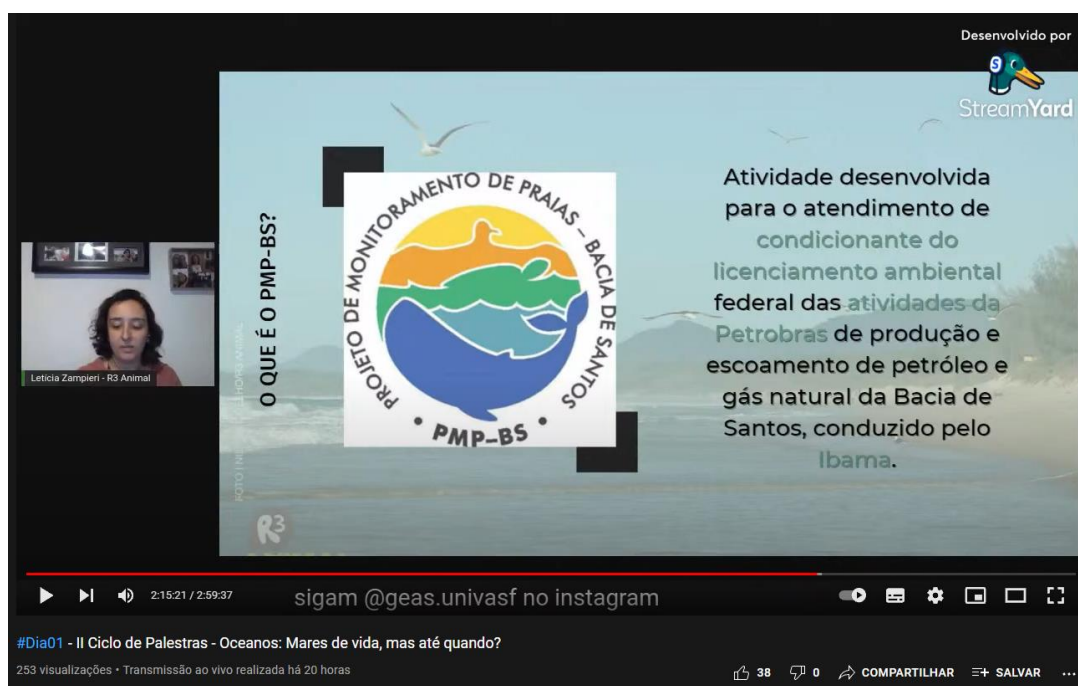 Desenvolvido por
StreamYard
O QUE É O PMP-BS?
PROJETO DE MONITORAMENTO DE PRAIAS – BACIA DE SANTOS
• PMP-BS •
Atividade desenvolvida
para o atendimento de
condicionante do
licenciamento ambiental
federal das atividades da
Petrobras de produção e
escoamento de petróleo e
gás natural da Bacia de
Santos, conduzido pelo
Ibama.
Letícia Zampieri - R3 Animal
R3
2:15:21 / 2:59:37
sigam @geas.univasf no instagram
#Dia01 - II Ciclo de Palestras - Oceanos: Mares de vida, mas até quando?
253 visualizações • Transmissão ao vivo realizada há 20 horas
38
0
COMPARTILHAR
SALVAR